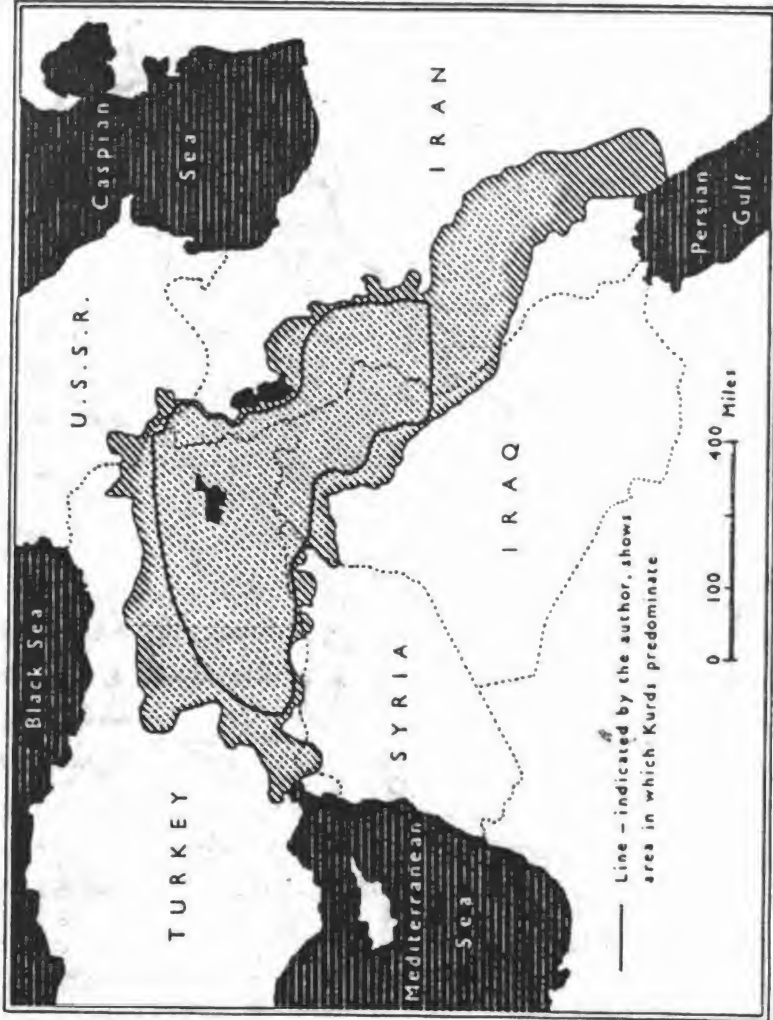 Black Sea
Caspian
Sea
U.S.S.R.
TURKEY
IRAN
Mediterranean
Sea
SYRIA
IRAQ
Persian
Gulf
Line – indicated by the author, shows
area in which Kurds predominate
0 100 400 Miles